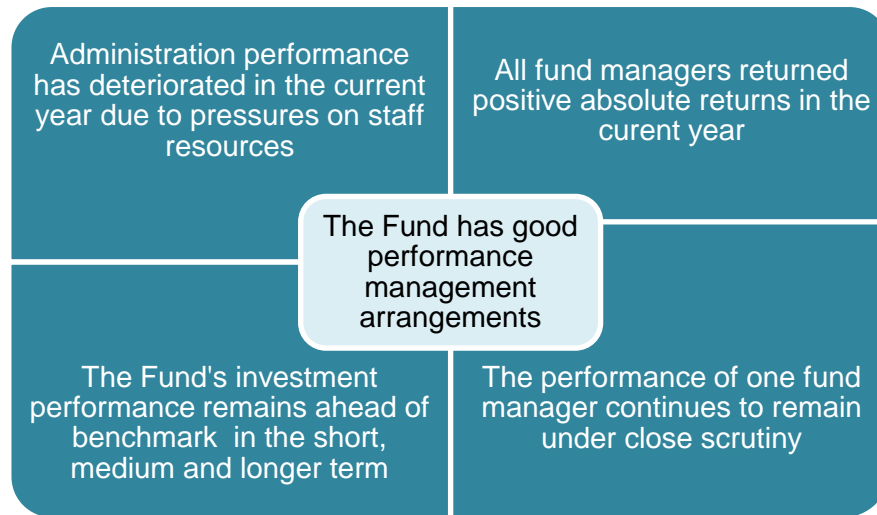 Administration performance
has deteriorated in the current
year due to pressures on staff
resources
All fund managers returned
positive absolute returns in the
curent year
The Fund has good
performance
management
arrangements
The Fund's investment
performance remains ahead of
benchmark in the short,
medium and longer term
The performance of one fund
manager continues to remain
under close scrutiny